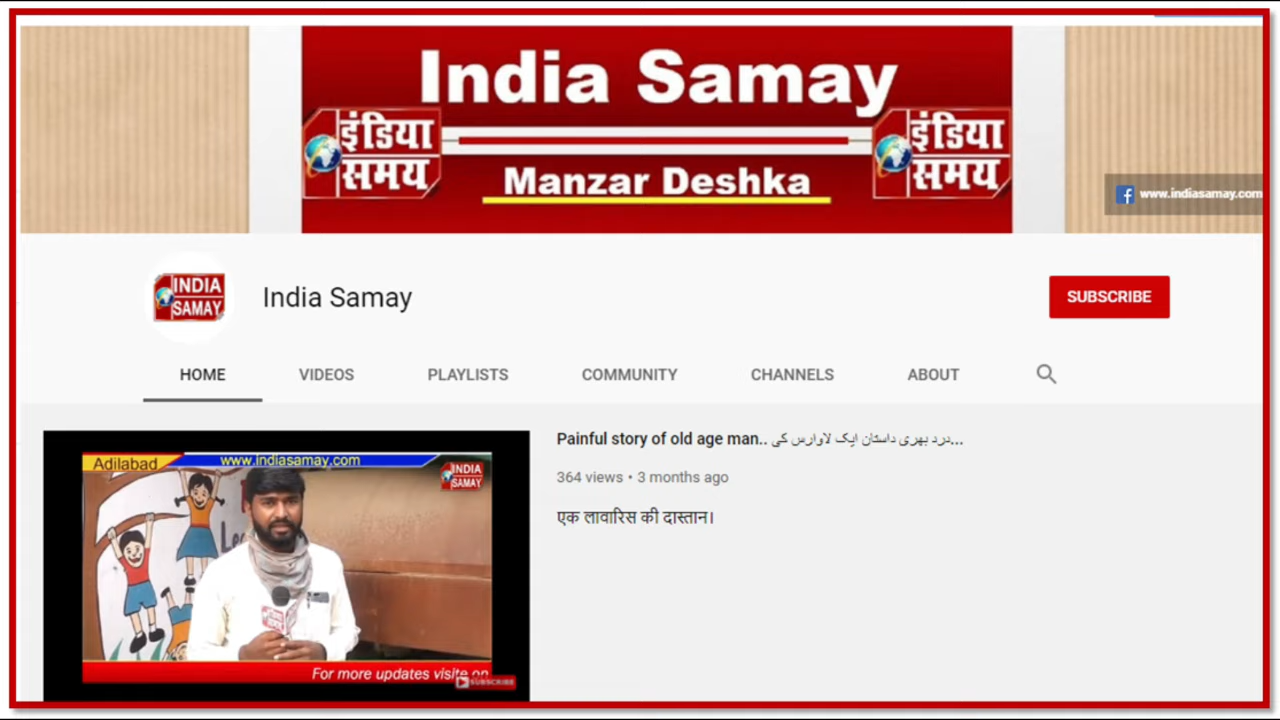 India Samay
इंडिया
समय
इंडिया
समय
Manzar Deshka
www.indiasamay.com
INDIA
SAMAY
India Samay
SUBSCRIBE
HOME VIDEOS PLAYLISTS COMMUNITY CHANNELS ABOUT
Painful story of old age man.. درد بھری داستان ایک لاوارس کی...
364 views • 3 months ago
एक लावारिस की दास्तान।
Adilabad
www.indiasamay.com
INDIA
SAMAY
For more updates visite on
SUBSCRIBE